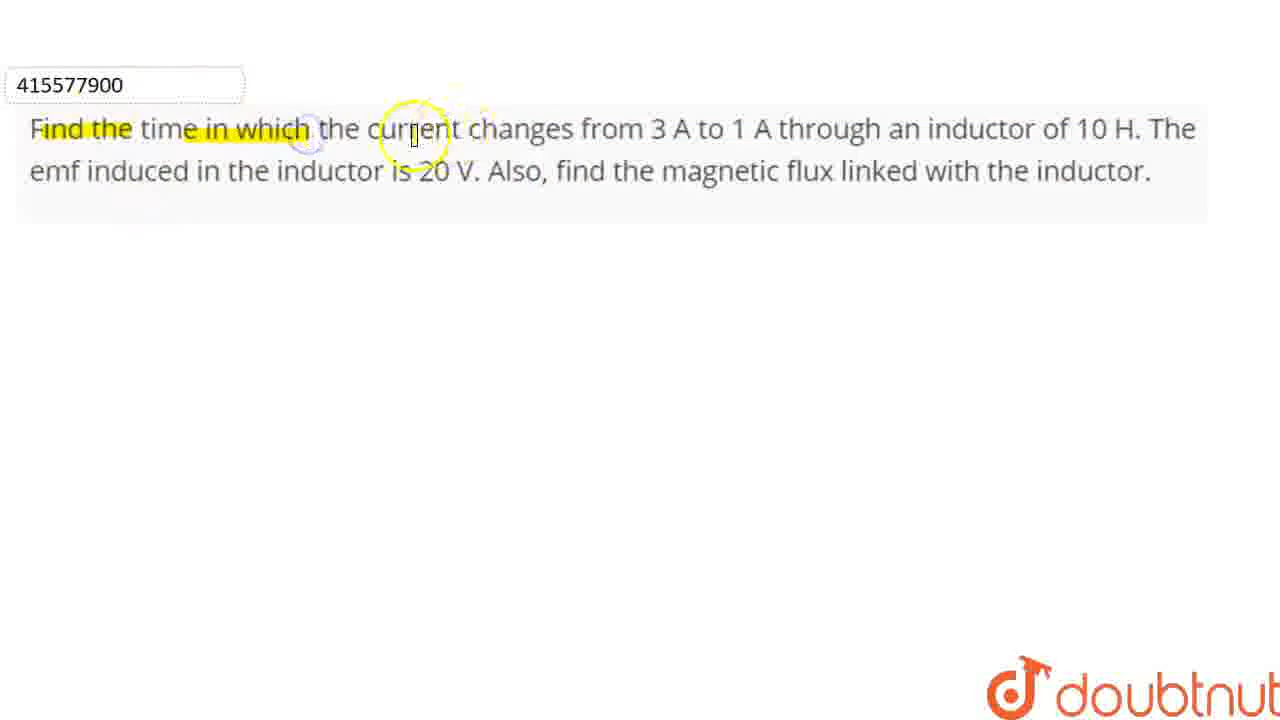 415577900
Find the time in which the current changes from 3 A to 1 A through an inductor of 10 H. The
emf induced in the inductor is 20 V. Also, find the magnetic flux linked with the inductor.
doubtnut